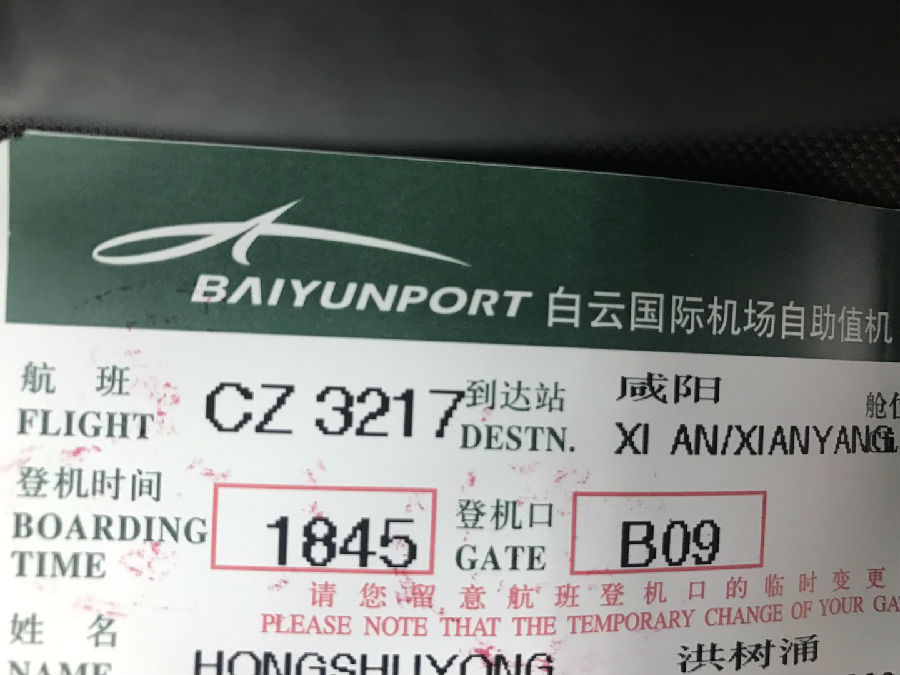 BAIYUNPORT 白云国际机场自助值机
航 班 到达站 咸阳
FLIGHT CZ 3217 DESTN. XI AN/XIANYANG
登机时间 登机口
BOARDING TIME 1845 GATE B09
请您留意航班登机口的临时变更
PLEASE NOTE THAT THE TEMPORARY CHANGE OF YOUR
姓 名 洪树涌
NAME HONGSHUYONG